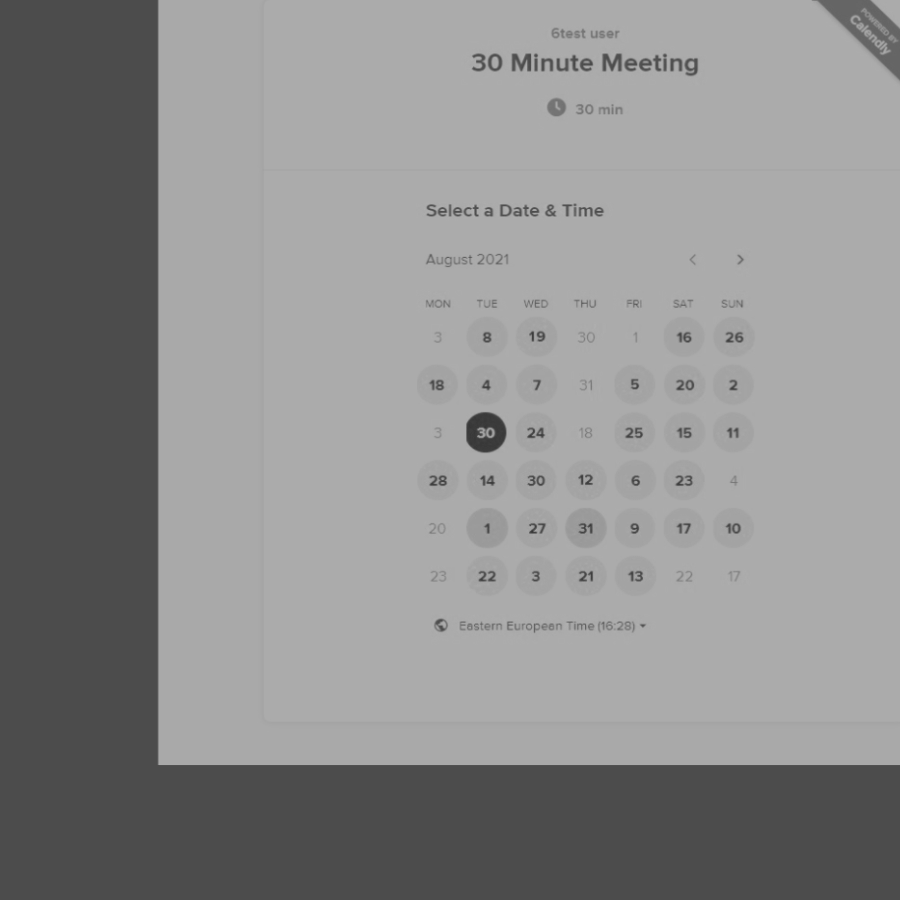 6test user
30 Minute Meeting
30 min
POWERED BY
Calendly
Select a Date & Time
August 2021
MON TUE WED THU FRI SAT SUN
3 8 19 30 1 16 26
18 4 7 31 5 20 2
3 30 24 18 25 15 11
28 14 30 12 6 23 4
20 1 27 31 9 17 10
23 22 3 21 13 22 17
Eastern European Time (16:28)